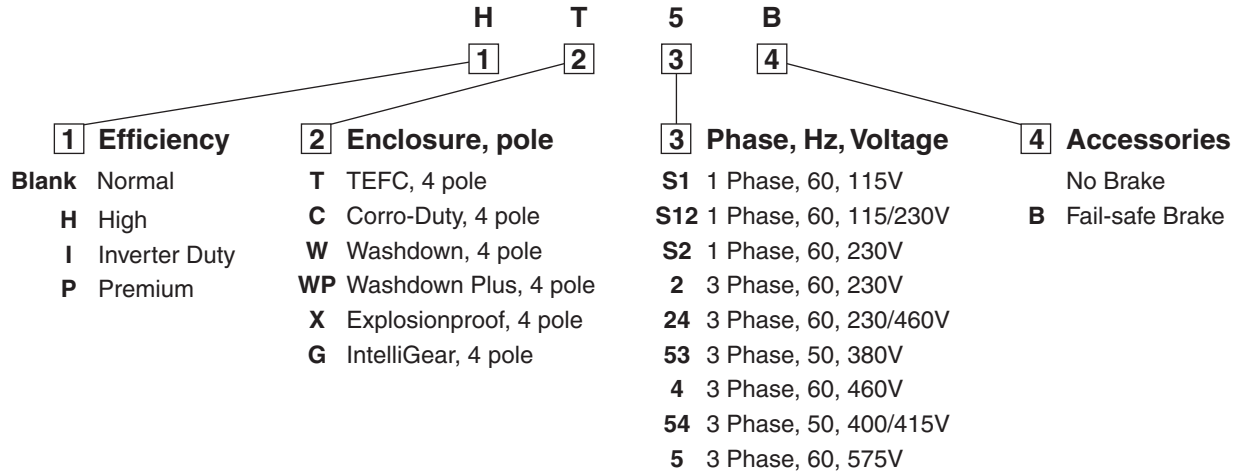 H T 5 B
1 2 3 4
1 Efficiency
Blank Normal
H High
I Inverter Duty
P Premium
2 Enclosure, pole
T TEFC, 4 pole
C Corro-Duty, 4 pole
W Washdown, 4 pole
WP Washdown Plus, 4 pole
X Explosionproof, 4 pole
G IntelliGear, 4 pole
3 Phase, Hz, Voltage
S1 1 Phase, 60, 115V
S12 1 Phase, 60, 115/230V
S2 1 Phase, 60, 230V
2 3 Phase, 60, 230V
24 3 Phase, 60, 230/460V
53 3 Phase, 50, 380V
4 3 Phase, 60, 460V
54 3 Phase, 50, 400/415V
5 3 Phase, 60, 575V
4 Accessories
No Brake
B Fail-safe Brake